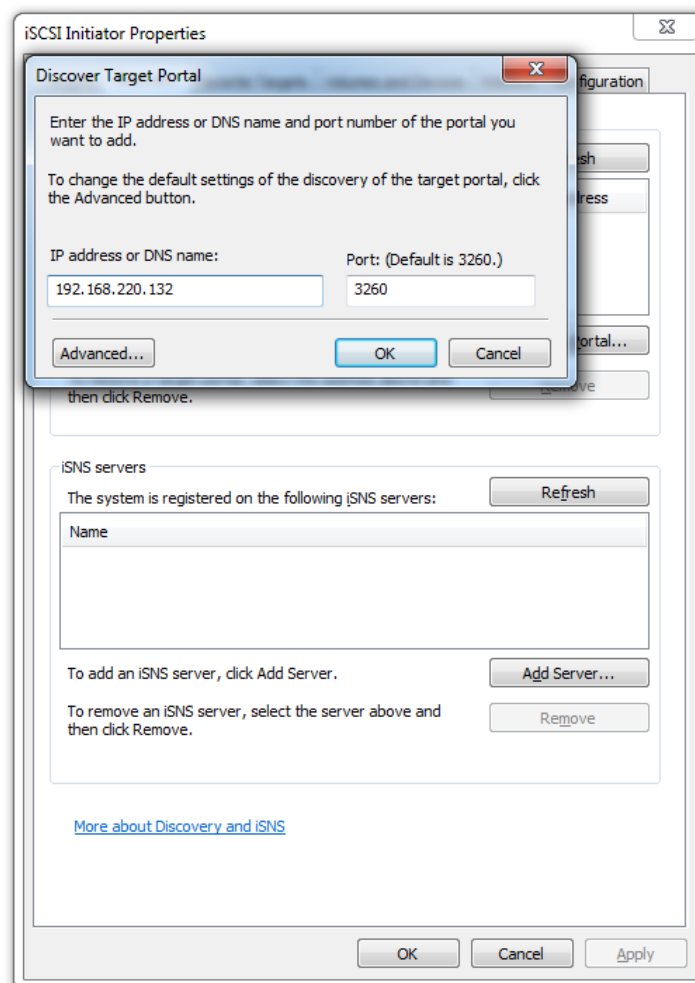 iSCSI Initiator Properties
Discover Target Portal
figuration
Enter the IP address or DNS name and port number of the portal you
want to add.
To change the default settings of the discovery of the target portal, click
the Advanced button.
IP address or DNS name:
Port: (Default is 3260.)
192.168.220.132
3260
Advanced...
OK
Cancel
esh
dress
Portal...
Remove
then click Remove.
iSNS servers
The system is registered on the following iSNS servers:
Refresh
Name
To add an iSNS server, click Add Server.
Add Server...
To remove an iSNS server, select the server above and
then click Remove.
Remove
More about Discovery and iSNS
OK
Cancel
Apply